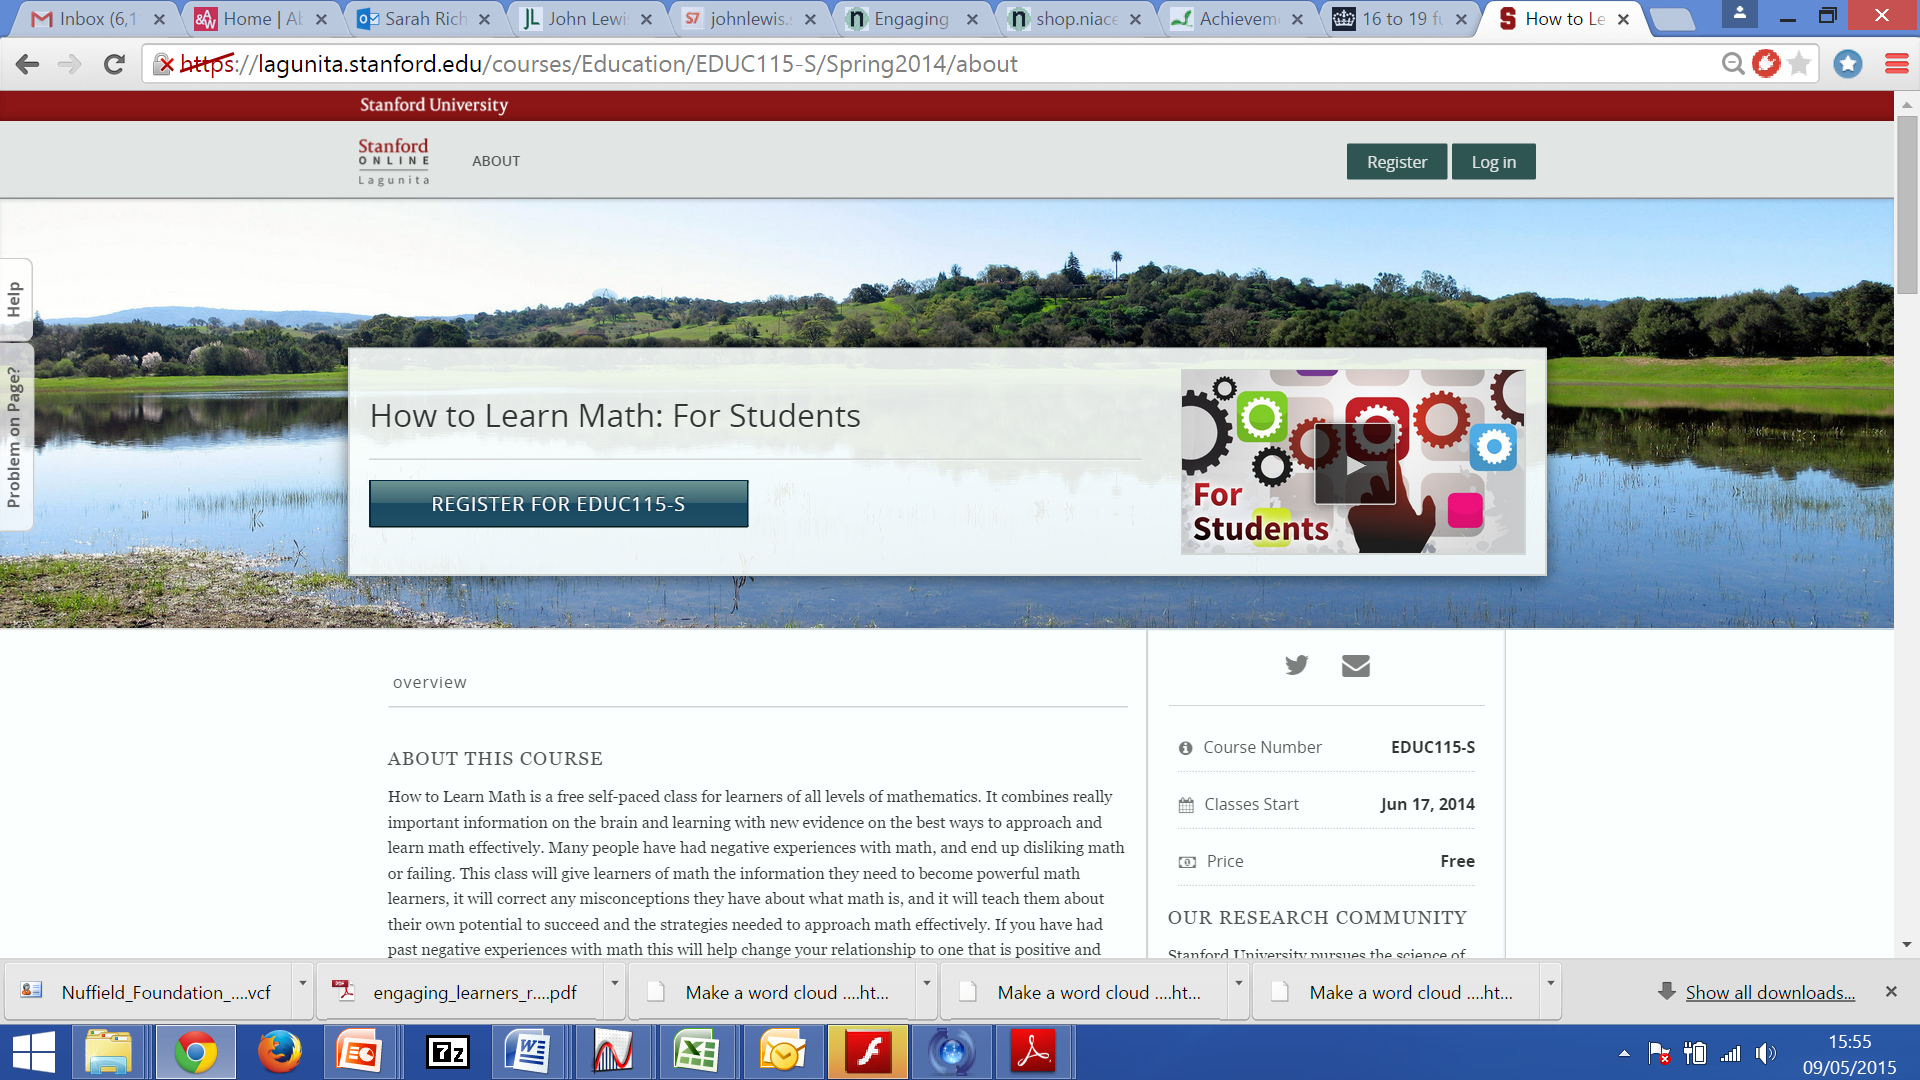 Inbox (6,1
Home | Al
Sarah Rich
John Lewi
S7 johnlewis.
n Engaging
n shop.niace
Achievem
16 to 19 fu
How to Le
https://lagunita.stanford.edu/courses/Education/EDUC115-S/Spring2014/about
Stanford University
Stanford
ONLINE
Lagunita
ABOUT
Register
Log in
Help
Problem on Page?
How to Learn Math: For Students
REGISTER FOR EDUC115-S
For
Students
overview
ABOUT THIS COURSE
How to Learn Math is a free self-paced class for learners of all levels of mathematics. It combines really
important information on the brain and learning with new evidence on the best ways to approach and
learn math effectively. Many people have had negative experiences with math, and end up disliking math
or failing. This class will give learners of math the information they need to become powerful math
learners, it will correct any misconceptions they have about what math is, and it will teach them about
their own potential to succeed and the strategies needed to approach math effectively. If you have had
past negative experiences with math this will help change your relationship to one that is positive and
Course Number EDUC115-S
Classes Start Jun 17, 2014
Price Free
OUR RESEARCH COMMUNITY
Stanford University pursues the science of
Nuffield_Foundation_....vcf
engaging_learners_r....pdf
Make a word cloud ....ht...
Make a word cloud ....ht...
Make a word cloud ....ht...
Show all downloads...
7z
15:55
09/05/2015